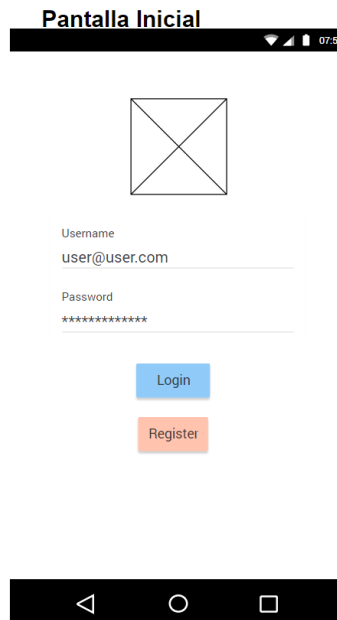 Pantalla Inicial
Username
user@user.com
Password
*************
Login
Register